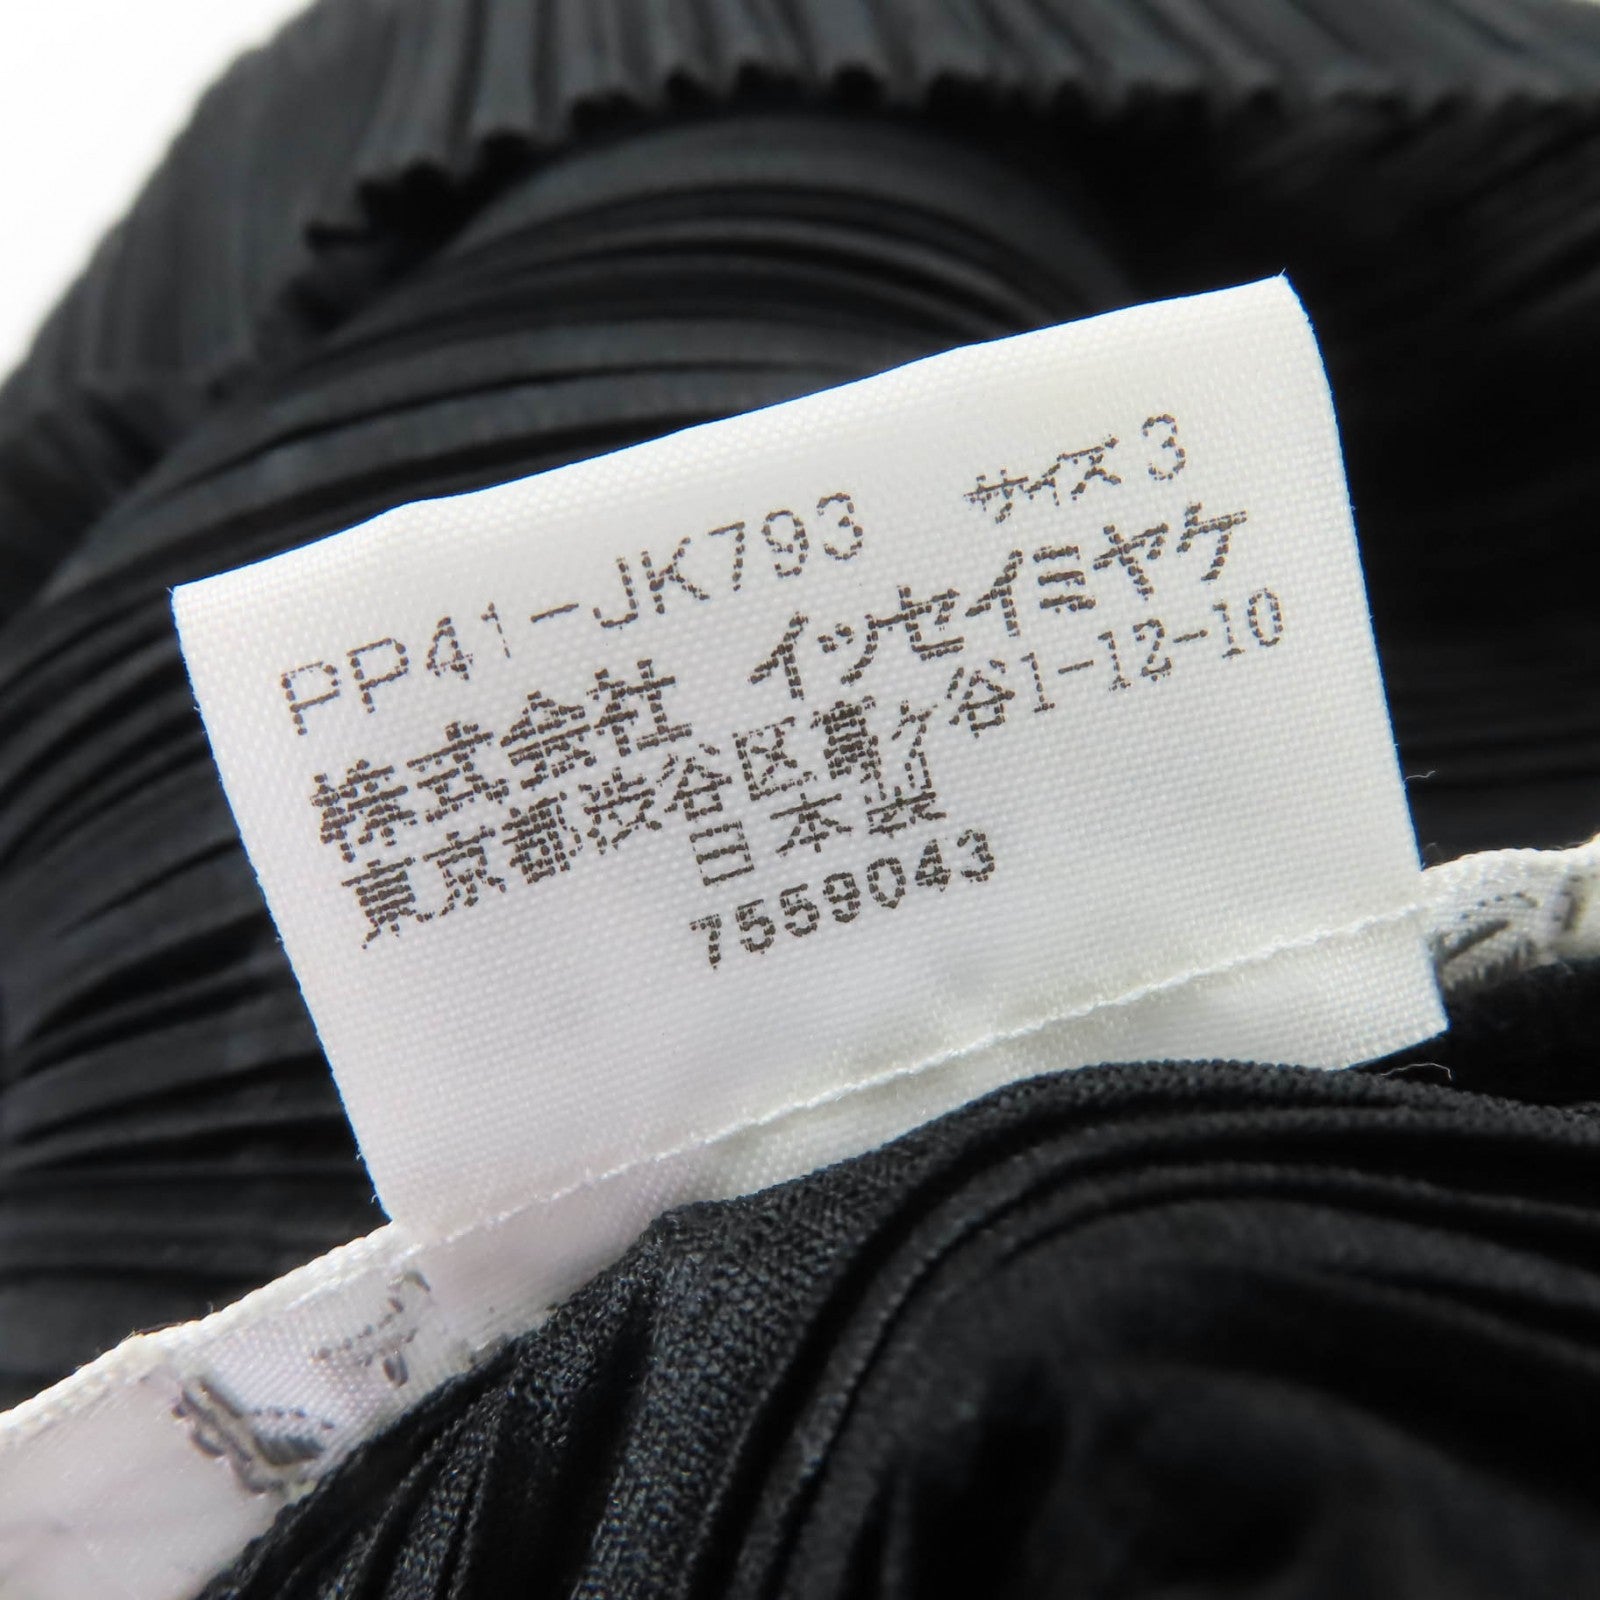 PP41-JK793 サイズ 3
株式会社 イッセイミヤケ
東京都渋谷区富ケ谷1-12-10
日本製
7559043